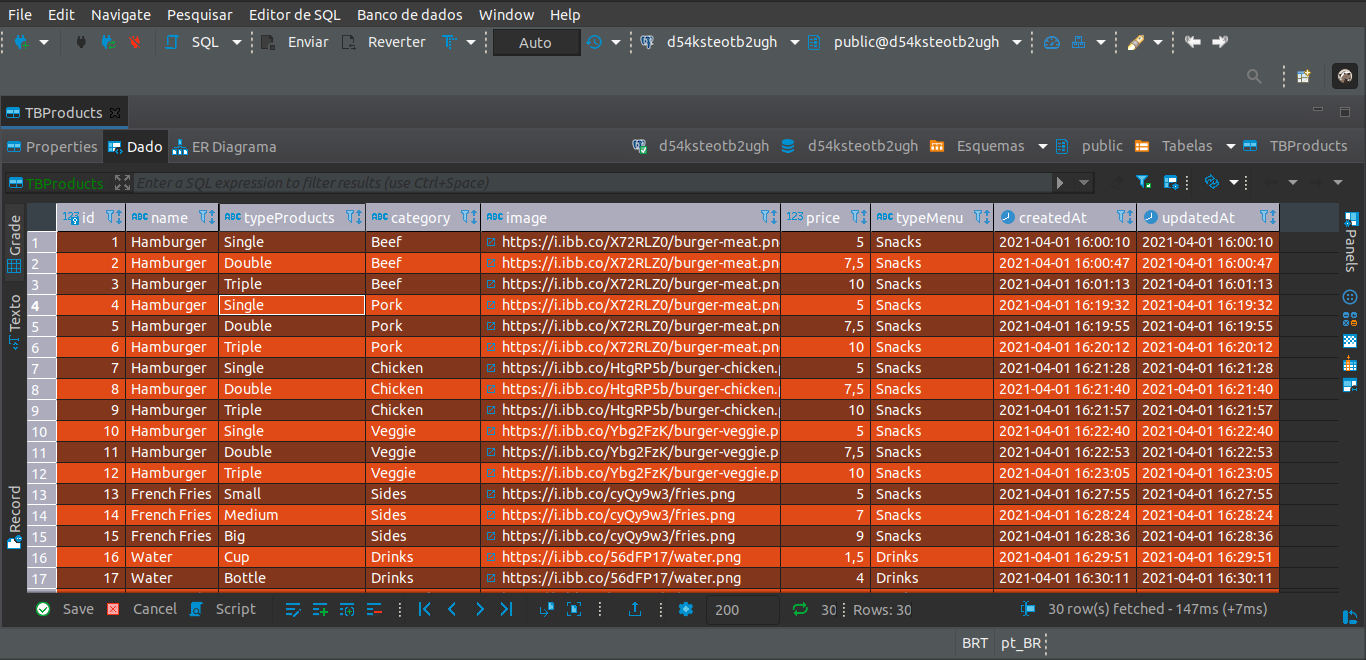 File Edit Navigate Pesquisar Editor de SQL Banco de dados Window Help
SQL Enviar Reverter Auto d54ksteotb2ugh public@d54ksteotb2ugh
TBProducts
Properties Dado ER Diagrama d54ksteotb2ugh d54ksteotb2ugh Esquemas public Tabelas TBProducts
TBProducts Enter a SQL expression to filter results (use Ctrl+Space)
Grade
Texto
Record
Panels
123 id ABC name ABC typeProducts ABC category ABC image 123 price ABC typeMenu createdAt updatedAt
1 1 Hamburger Single Beef https://i.ibb.co/X72RLZ0/burger-meat.pn 5 Snacks 2021-04-01 16:00:10 2021-04-01 16:00:10
2 2 Hamburger Double Beef https://i.ibb.co/X72RLZ0/burger-meat.pn 7,5 Snacks 2021-04-01 16:00:47 2021-04-01 16:00:47
3 3 Hamburger Triple Beef https://i.ibb.co/X72RLZ0/burger-meat.pn 10 Snacks 2021-04-01 16:01:13 2021-04-01 16:01:13
4 4 Hamburger Single Pork https://i.ibb.co/X72RLZ0/burger-meat.pn 5 Snacks 2021-04-01 16:19:32 2021-04-01 16:19:32
5 5 Hamburger Double Pork https://i.ibb.co/X72RLZ0/burger-meat.pn 7,5 Snacks 2021-04-01 16:19:55 2021-04-01 16:19:55
6 6 Hamburger Triple Pork https://i.ibb.co/X72RLZ0/burger-meat.pn 10 Snacks 2021-04-01 16:20:12 2021-04-01 16:20:12
7 7 Hamburger Single Chicken https://i.ibb.co/HtgRP5b/burger-chicken.p 5 Snacks 2021-04-01 16:21:28 2021-04-01 16:21:28
8 8 Hamburger Double Chicken https://i.ibb.co/HtgRP5b/burger-chicken.p 7,5 Snacks 2021-04-01 16:21:40 2021-04-01 16:21:40
9 9 Hamburger Triple Chicken https://i.ibb.co/HtgRP5b/burger-chicken.p 10 Snacks 2021-04-01 16:21:57 2021-04-01 16:21:57
10 10 Hamburger Single Veggie https://i.ibb.co/Ybg2FzK/burger-veggie.p 5 Snacks 2021-04-01 16:22:40 2021-04-01 16:22:40
11 11 Hamburger Double Veggie https://i.ibb.co/Ybg2FzK/burger-veggie.p 7,5 Snacks 2021-04-01 16:22:53 2021-04-01 16:22:53
12 12 Hamburger Triple Veggie https://i.ibb.co/Ybg2FzK/burger-veggie.p 10 Snacks 2021-04-01 16:23:05 2021-04-01 16:23:05
13 13 French Fries Small Sides https://i.ibb.co/cyQy9w3/fries.png 5 Snacks 2021-04-01 16:27:55 2021-04-01 16:27:55
14 14 French Fries Medium Sides https://i.ibb.co/cyQy9w3/fries.png 7 Snacks 2021-04-01 16:28:24 2021-04-01 16:28:24
15 15 French Fries Big Sides https://i.ibb.co/cyQy9w3/fries.png 9 Snacks 2021-04-01 16:28:36 2021-04-01 16:28:36
16 16 Water Cup Drinks https://i.ibb.co/56dFP17/water.png 1,5 Drinks 2021-04-01 16:29:51 2021-04-01 16:29:51
17 17 Water Bottle Drinks https://i.ibb.co/56dFP17/water.png 4 Drinks 2021-04-01 16:30:11 2021-04-01 16:30:11
Save Cancel Script 200 30 Rows: 30 30 row(s) fetched - 147ms (+7ms)
BRT pt_BR